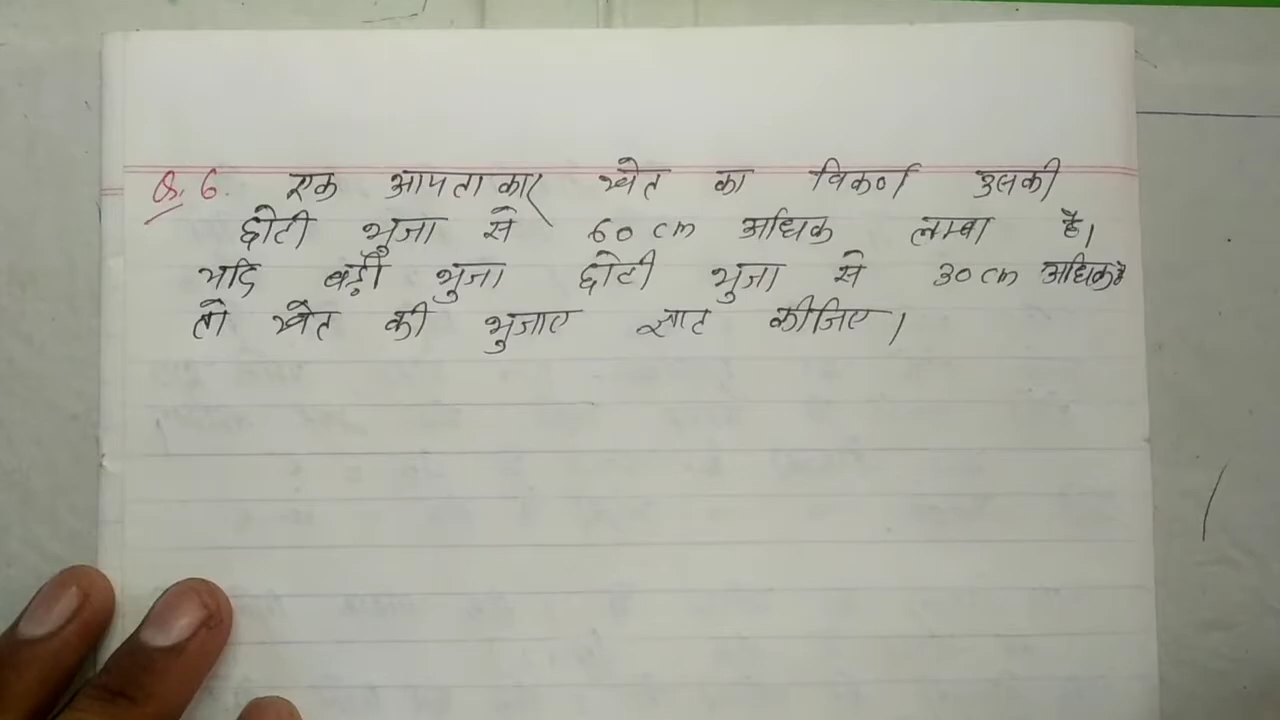 Q.6. एक आयताकार खेत का विकर्ण उसकी
छोटी भुजा से 60 cm अधिक लम्बा है।
यदि बड़ी भुजा छोटी भुजा से 30 cm अधिक है
तो खेत की भुजाए ज्ञात कीजिए।